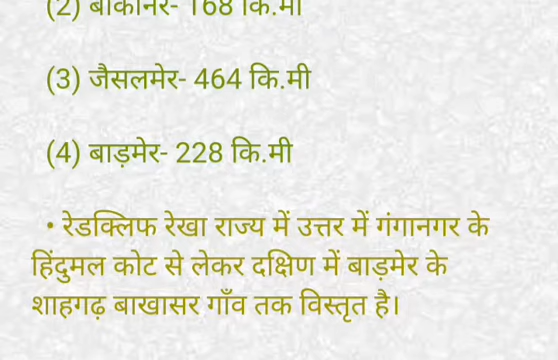 (2) बीकानेर- 168 कि.मी
(3) जैसलमेर- 464 कि.मी
(4) बाड़मेर- 228 कि.मी
• रेडक्लिफ रेखा राज्य में उत्तर में गंगानगर के
हिंदुमल कोट से लेकर दक्षिण में बाड़मेर के
शाहगढ़ बाखासर गाँव तक विस्तृत है।